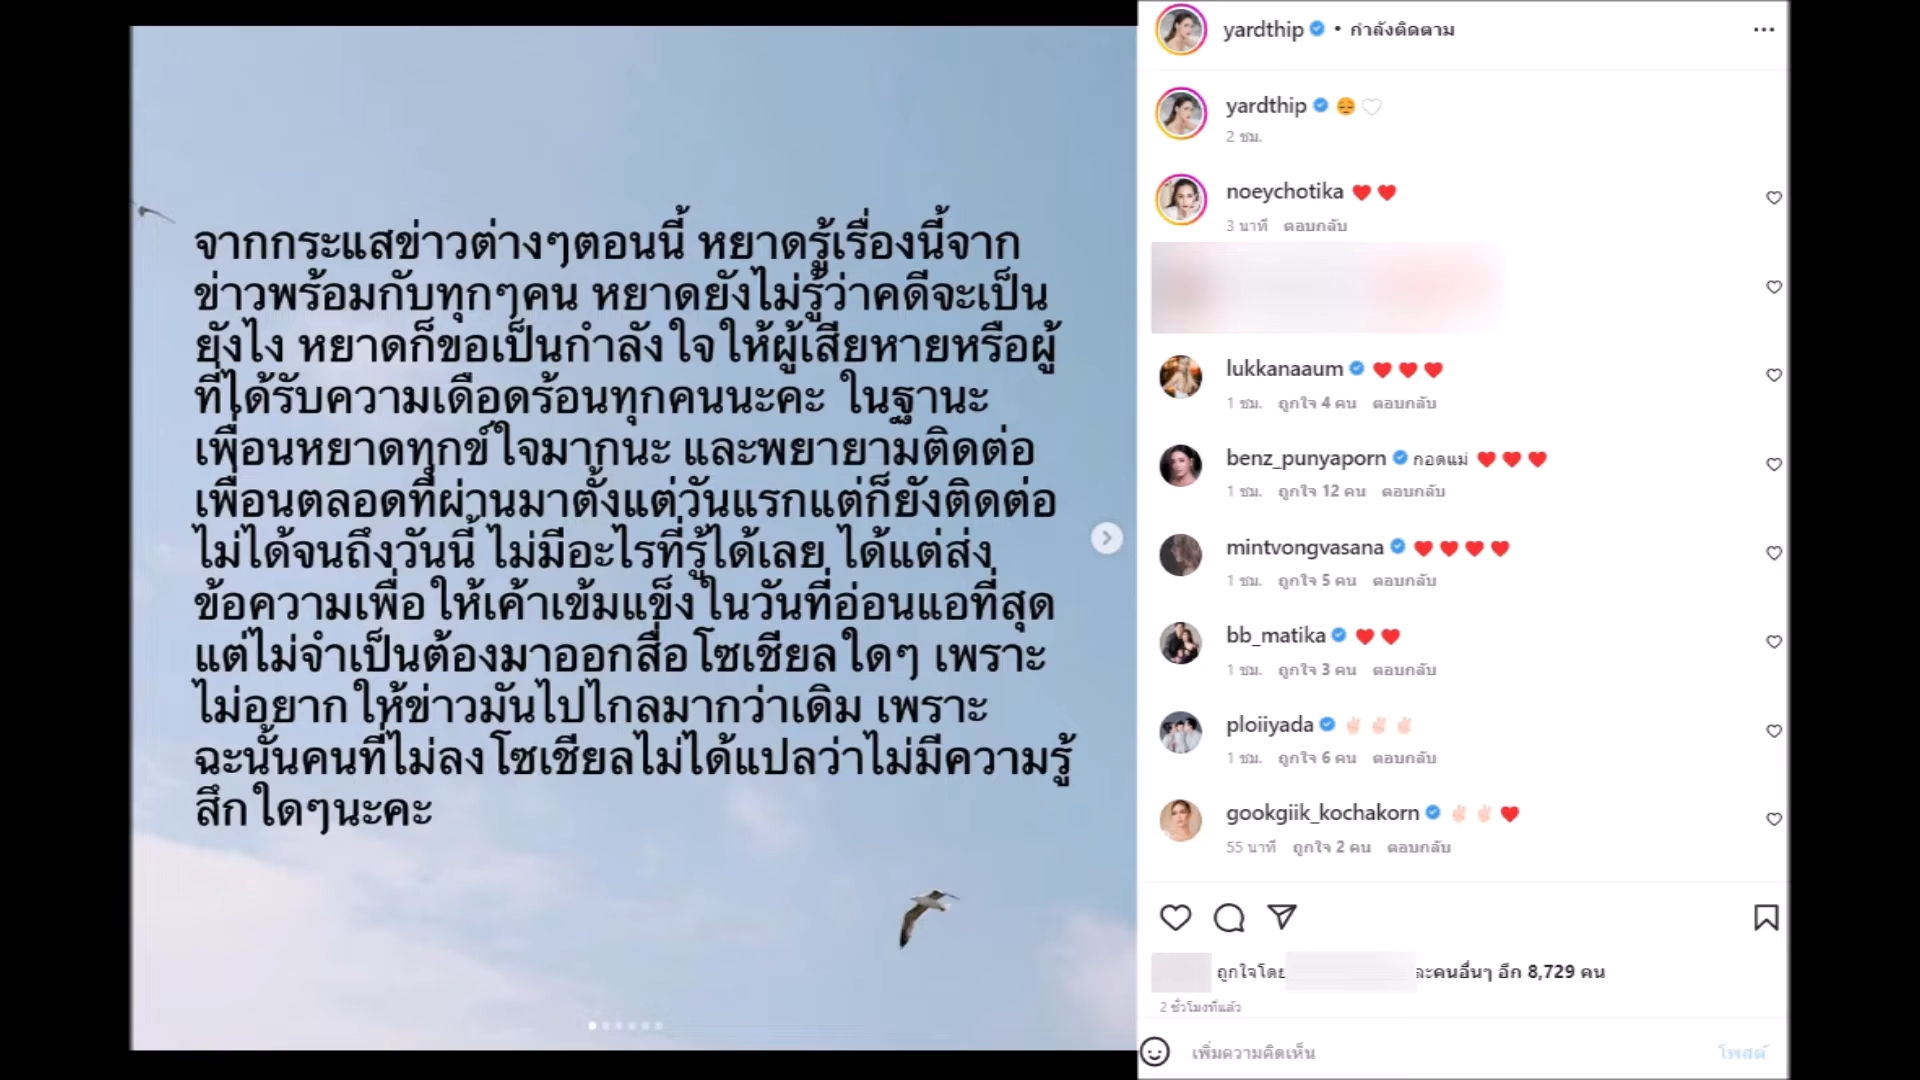 จากกระแสข่าวต่างๆตอนนี้ หยาดรู้เรื่องนี้จาก
ข่าวพร้อมกับทุกๆคน หยาดยังไม่รู้ว่าคดีจะเป็น
ยังไง หยาดก็ขอเป็นกำลังใจให้ผู้เสียหายหรือผู้
ที่ได้รับความเดือดร้อนทุกคนนะคะ ในฐานะ
เพื่อนหยาดทุกข์ใจมากนะ และพยายามติดต่อ
เพื่อนตลอดที่ผ่านมาตั้งแต่วันแรกแต่ก็ยังติดต่อ
ไม่ได้จนถึงวันนี้ ไม่มีอะไรที่รู้ได้เลย ได้แต่ส่ง
ข้อความเพื่อให้เค้าเข้มแข็งในวันที่อ่อนแอที่สุด
แต่ไม่จำเป็นต้องมาออกสื่อโซเชียลใดๆ เพราะ
ไม่อยากให้ข่าวมันไปไกลมากว่าเดิม เพราะ
ฉะนั้นคนที่ไม่ลงโซเชียลไม่ได้แปลว่าไม่มีความรู้
สึกใดๆนะคะ
yardthip • กำลังติดตาม
yardthip 😔🤍
2 ชม.
noeychotika ❤️❤️
3 นาที ตอบกลับ
lukkanaaum ❤️❤️❤️
1 ชม. ถูกใจ 4 คน ตอบกลับ
benz_punyaporn กอดแม่ ❤️❤️❤️
1 ชม. ถูกใจ 12 คน ตอบกลับ
mintvongvasana ❤️❤️❤️❤️
1 ชม. ถูกใจ 5 คน ตอบกลับ
bb_matika ❤️❤️
1 ชม. ถูกใจ 3 คน ตอบกลับ
ploiiyada ✌🏻✌🏻✌🏻
1 ชม. ถูกใจ 6 คน ตอบกลับ
gookgiik_kochakorn ✌🏻✌🏻❤️
55 นาที ถูกใจ 2 คน ตอบกลับ
ถูกใจโดย ละคนอื่นๆ อีก 8,729 คน
2 ชั่วโมงที่แล้ว
เพิ่มความคิดเห็น
โพสต์